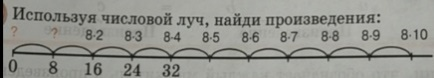 Используя числовой луч, найди произведения:
? ? 8·2 8·3 8·4 8·5 8·6 8·7 8·8 8·9 8·10
0 8 16 24 32